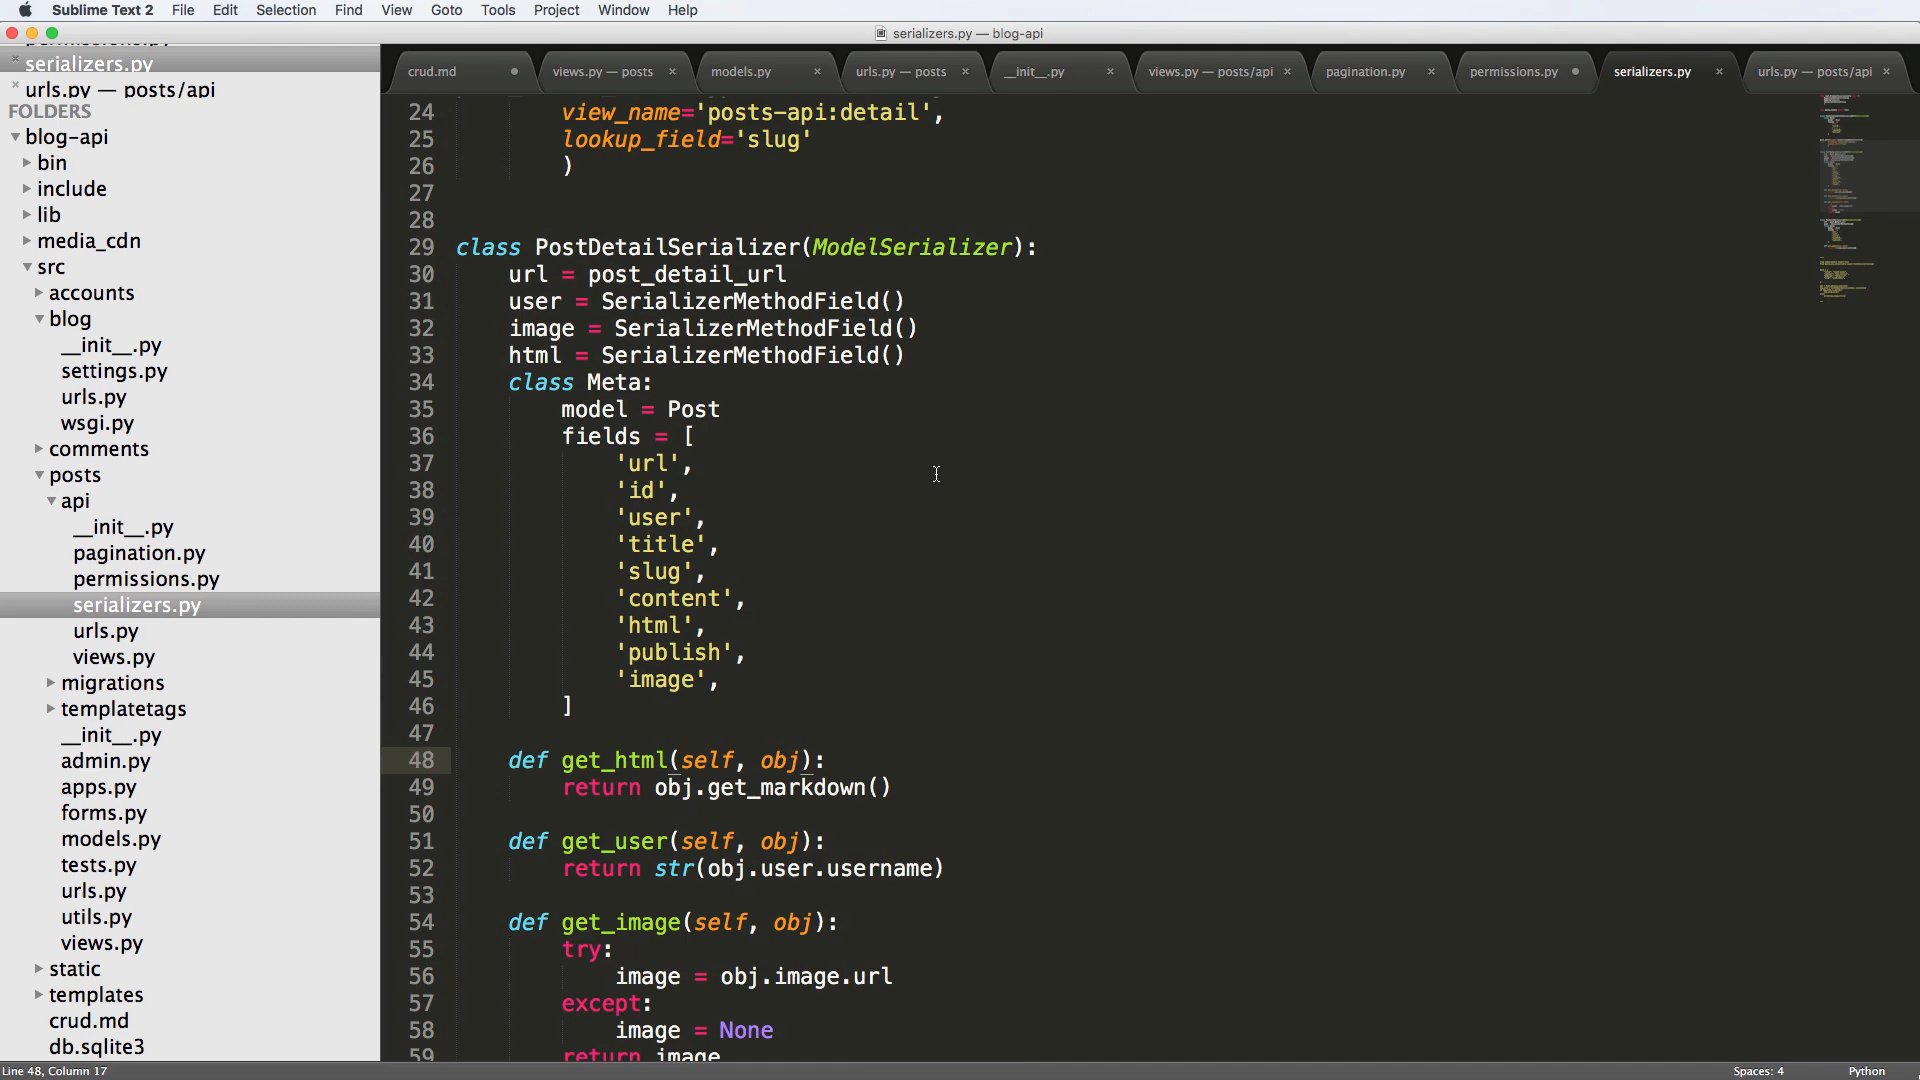 Sublime Text 2 File Edit Selection Find View Goto Tools Project Window Help
serializers.py — blog-api
serializers.py
urls.py — posts/api
FOLDERS
blog-api
bin
include
lib
media_cdn
src
accounts
blog
__init__.py
settings.py
urls.py
wsgi.py
comments
posts
api
__init__.py
pagination.py
permissions.py
serializers.py
urls.py
views.py
migrations
templatetags
__init__.py
admin.py
apps.py
forms.py
models.py
tests.py
urls.py
utils.py
views.py
static
templates
crud.md
db.sqlite3
crud.md views.py — posts models.py urls.py — posts __init__.py views.py — posts/api pagination.py permissions.py serializers.py urls.py — posts/api
24 view_name='posts-api:detail',
25 lookup_field='slug'
26 )
27
28
29 class PostDetailSerializer(ModelSerializer):
30 url = post_detail_url
31 user = SerializerMethodField()
32 image = SerializerMethodField()
33 html = SerializerMethodField()
34 class Meta:
35 model = Post
36 fields = [
37 'url',
38 'id',
39 'user',
40 'title',
41 'slug',
42 'content',
43 'html',
44 'publish',
45 'image',
46 ]
47
48 def get_html(self, obj):
49 return obj.get_markdown()
50
51 def get_user(self, obj):
52 return str(obj.user.username)
53
54 def get_image(self, obj):
55 try:
56 image = obj.image.url
57 except:
58 image = None
59 return image
Line 48, Column 17 Spaces: 4 Python